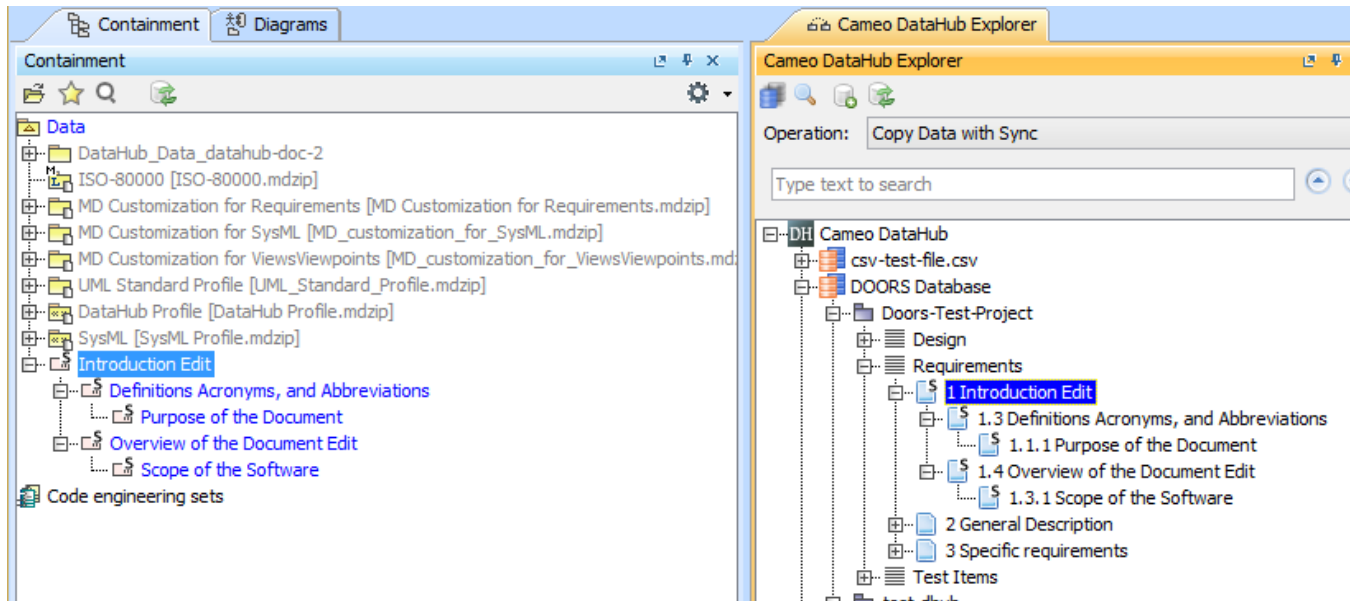 Containment
Diagrams
Containment
Data
DataHub_Data_datahub-doc-2
ISO-80000 [ISO-80000.mdzip]
MD Customization for Requirements [MD Customization for Requirements.mdzip]
MD Customization for SysML [MD_customization_for_SysML.mdzip]
MD Customization for ViewsViewpoints [MD_customization_for_ViewsViewpoints.md
UML Standard Profile [UML_Standard_Profile.mdzip]
DataHub Profile [DataHub Profile.mdzip]
SysML [SysML Profile.mdzip]
Introduction Edit
Definitions Acronyms, and Abbreviations
Purpose of the Document
Overview of the Document Edit
Scope of the Software
Code engineering sets
Cameo DataHub Explorer
Cameo DataHub Explorer
Operation: Copy Data with Sync
Type text to search
DH Cameo DataHub
csv-test-file.csv
DOORS Database
Doors-Test-Project
Design
Requirements
1 Introduction Edit
1.3 Definitions Acronyms, and Abbreviations
1.1.1 Purpose of the Document
1.4 Overview of the Document Edit
1.3.1 Scope of the Software
2 General Description
3 Specific requirements
Test Items